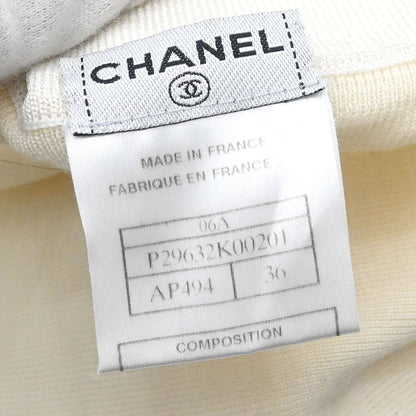 CHANEL
MADE IN FRANCE
FABRIQUE EN FRANCE
06A
P29632K00201
AP494 36
COMPOSITION